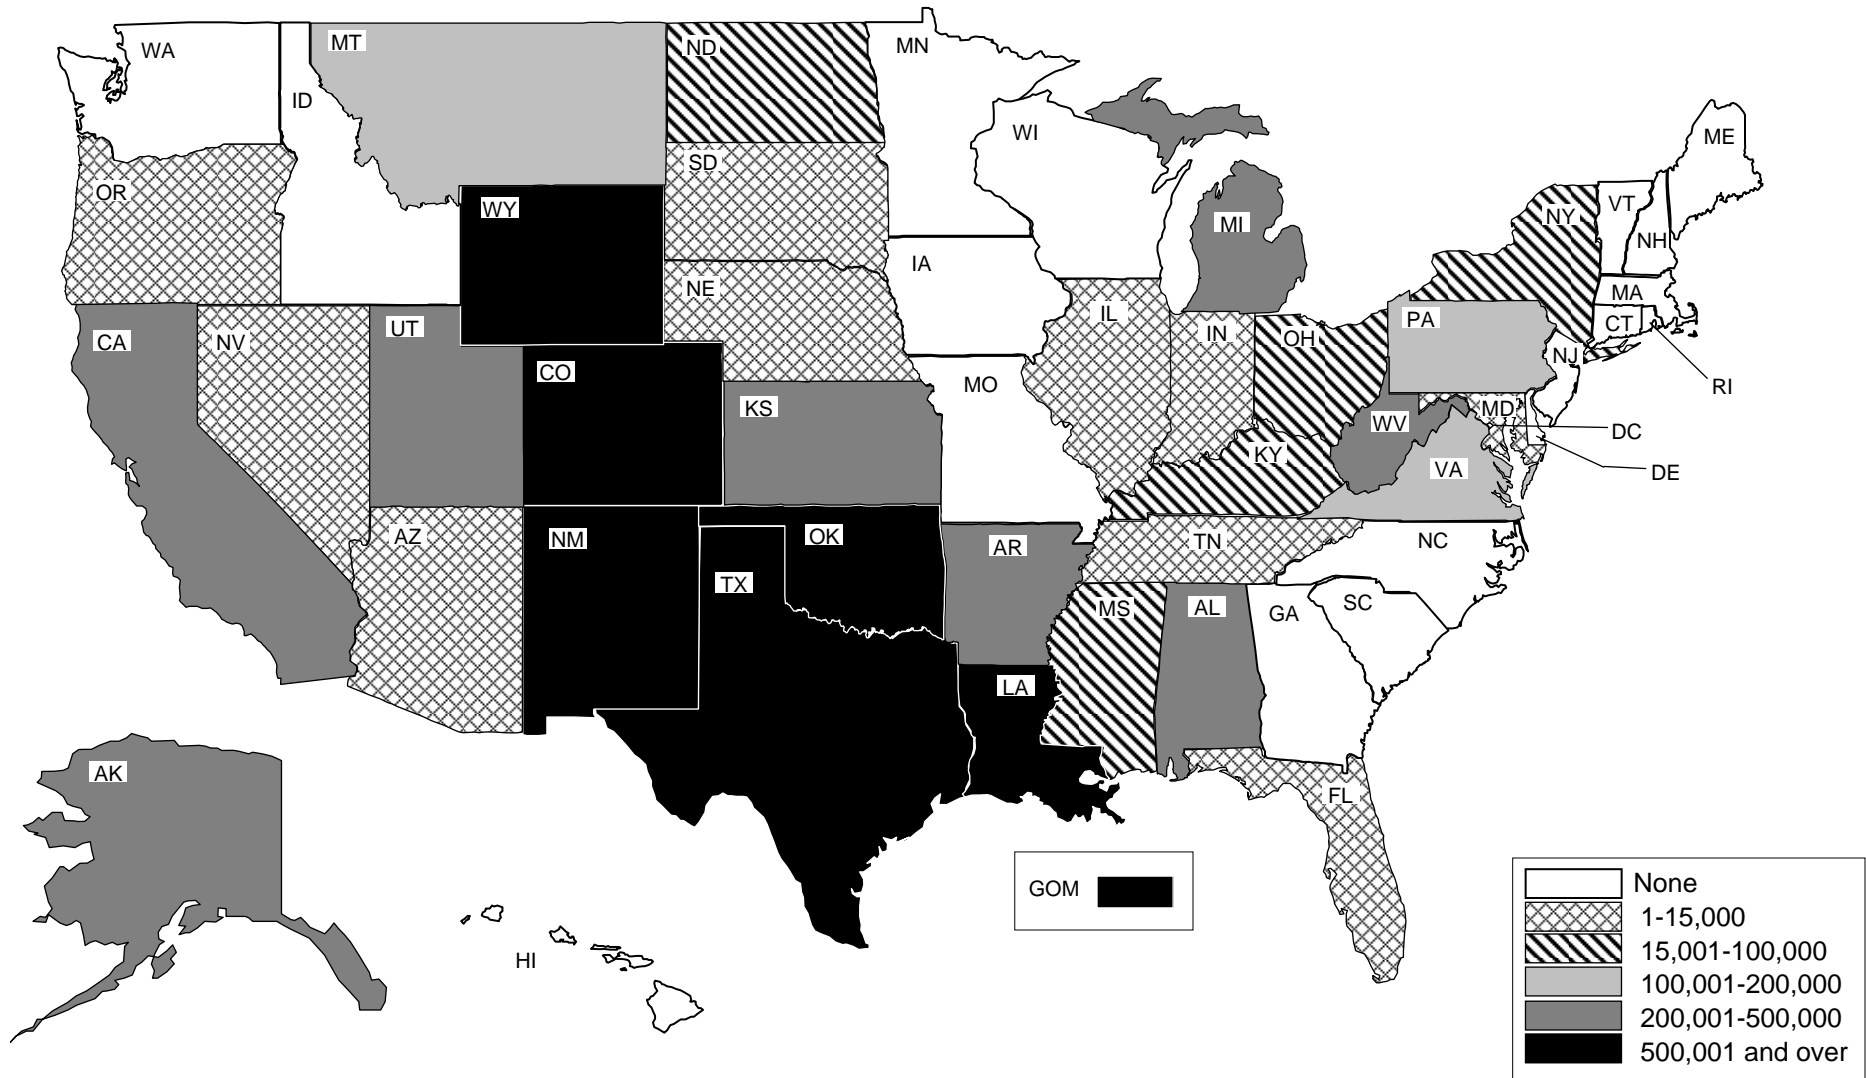 WA
MT
ND
MN
ID
WI
ME
OR
SD
WY
MI
NY
VT
NH
IA
NE
MA
CA
NV
UT
IL
IN
OH
PA
CT
NJ
CO
MO
RI
KS
MD
WV
DC
KY
VA
DE
AZ
NM
OK
AR
TN
NC
TX
MS
AL
GA
SC
LA
AK
FL
GOM
HI
None
1-15,000
15,001-100,000
100,001-200,000
200,001-500,000
500,001 and over